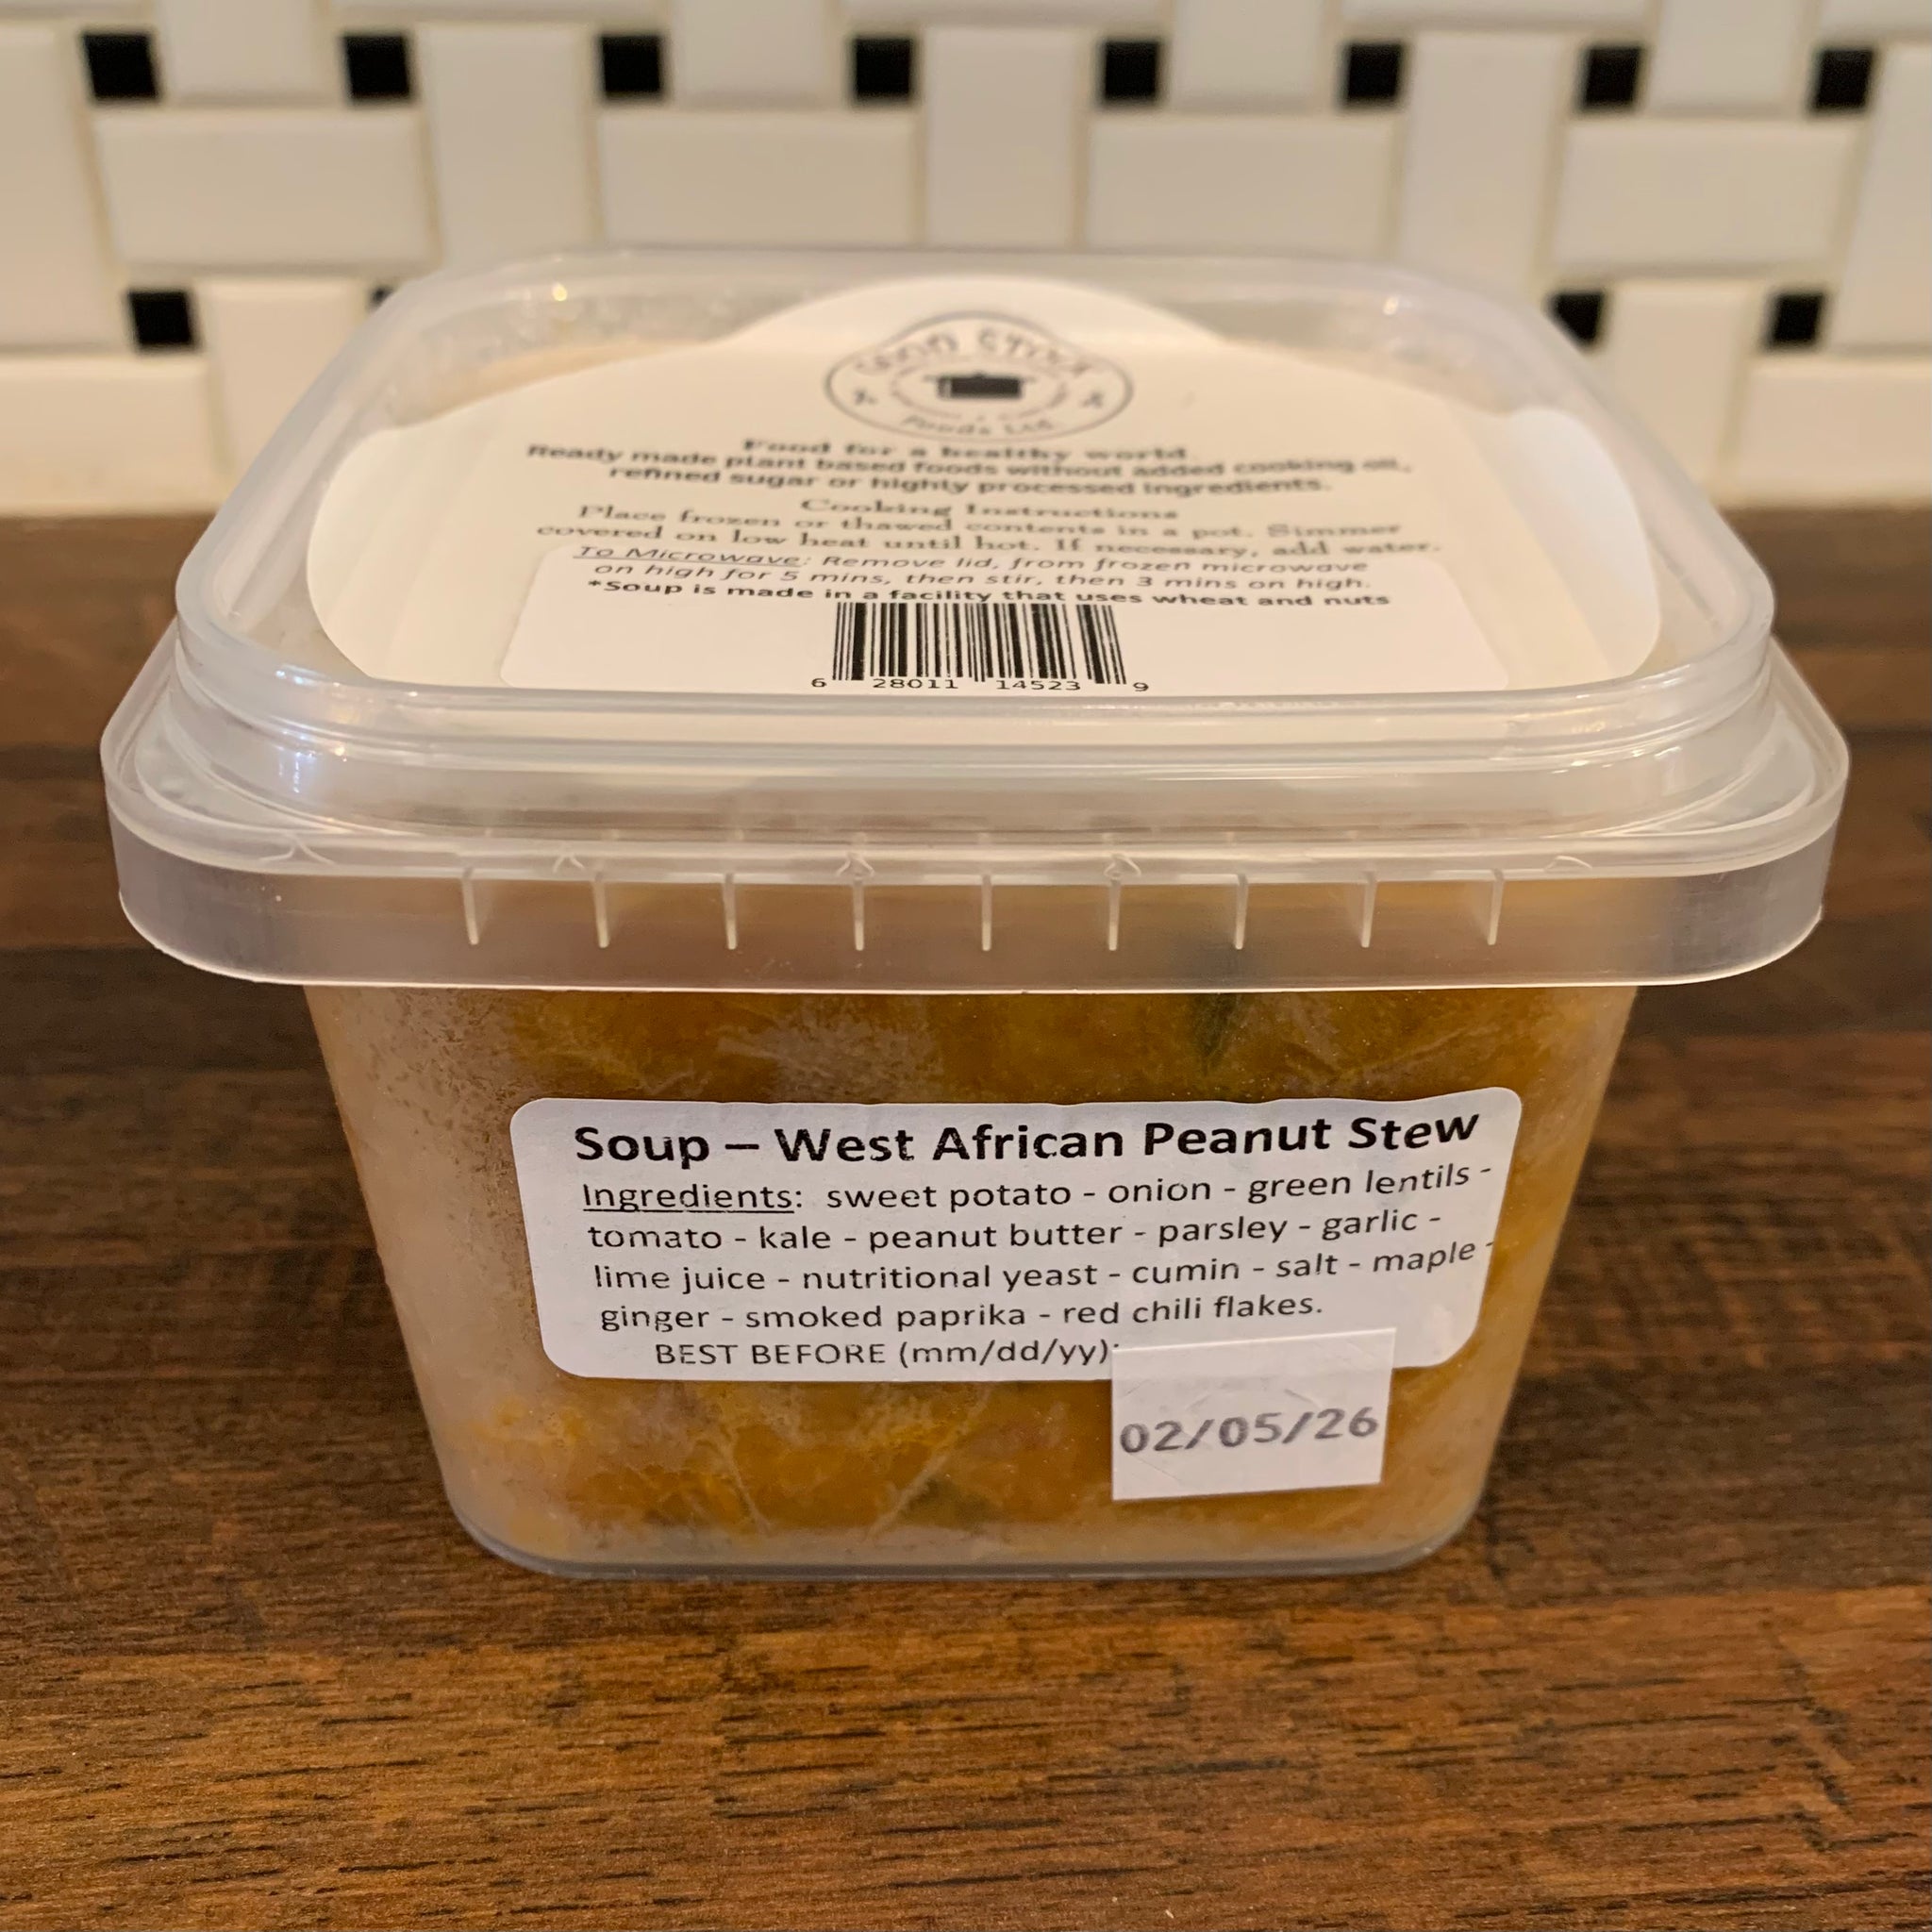 GOOD STOCK
Foods Ltd.
Food for a healthy world.
Ready made plant based foods without added cooking oil,
refined sugar or highly processed ingredients.
Cooking Instructions
Place frozen or thawed contents in a pot. Simmer
covered on low heat until hot. If necessary, add water.
To Microwave: Remove lid, from frozen microwave
on high for 5 mins, then stir, then 3 mins on high.
*Soup is made in a facility that uses wheat and nuts
6 28011 14523 9
Soup – West African Peanut Stew
Ingredients: sweet potato - onion - green lentils -
tomato - kale - peanut butter - parsley - garlic -
lime juice - nutritional yeast - cumin - salt - maple -
ginger - smoked paprika - red chili flakes.
BEST BEFORE (mm/dd/yy):
02/05/26